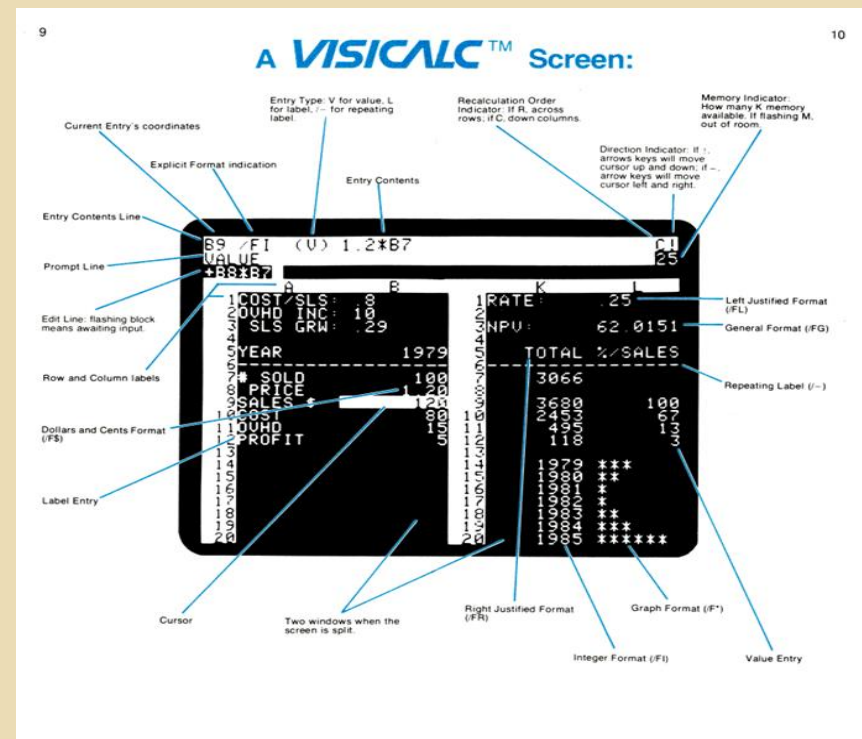 9
10
A VISICALC™ Screen:
Current Entry's coordinates
Explicit Format indication
Entry Type: V for value, L
for label, /– for repeating
label.
Entry Contents
Recalculation Order
Indicator: If R, across
rows; if C, down columns.
Memory Indicator:
How many K memory
available. If flashing M,
out of room.
Direction Indicator: If !,
arrows keys will move
cursor up and down; if –,
arrow keys will move
cursor left and right.
Entry Contents Line
Prompt Line
Edit Line: flashing block
means awaiting input.
Row and Column labels
Dollars and Cents Format
(/F$)
Label Entry
B9 /FI (V) 1.2*B7 C!
VALUE 25
+B8*B7
A B K L
1 COST/SLS: .8 1 RATE: .25
2 OVHD INC: 10 2
3 SLS GRW: .29 3 NPV: 62.0151
4 4
5 YEAR 1979 5 TOTAL %/SALES
6 ------------------ 6 ------------------
7 # SOLD 100 7 3066
8 PRICE 1.20 8
9 SALES $ 120 9 3680 100
10 COST 80 10 2453 67
11 OVHD 15 11 495 13
12 PROFIT 5 12 118 3
13 13
14 14 1979 ***
15 15 1980 **
16 16 1981 *
17 17 1982 *
18 18 1983 **
19 19 1984 ***
20 20 1985 ******
Left Justified Format
(/FL)
General Format (/FG)
Repeating Label (/–)
Cursor
Two windows when the
screen is split.
Right Justified Format
(/FR)
Graph Format (/F*)
Integer Format (/FI)
Value Entry